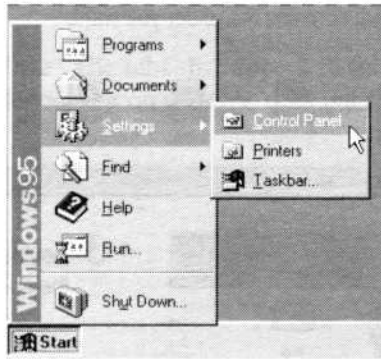 Programs
Documents
Settings
Control Panel
Printers
Taskbar...
Find
Help
Run...
Shut Down...
Windows95
Start